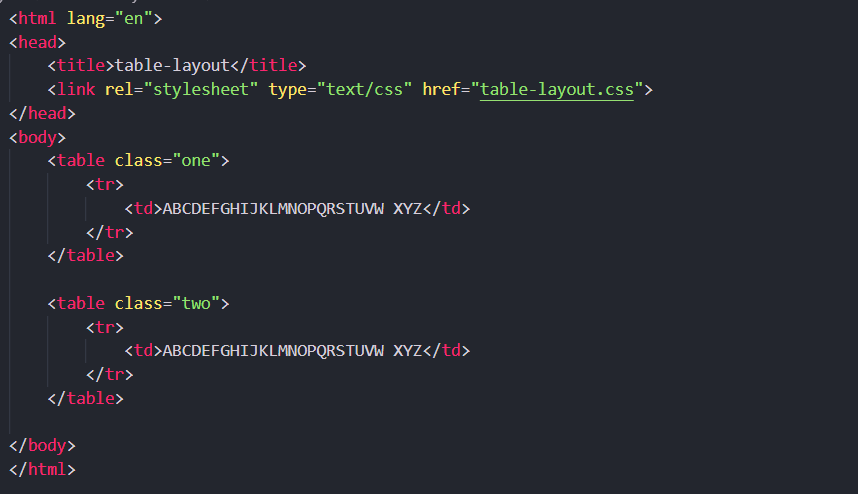 <html lang="en">
<head>
    <title>table-layout</title>
    <link rel="stylesheet" type="text/css" href="table-layout.css">
</head>
<body>
    <table class="one">
        <tr>
            <td>ABCDEFGHIJKLMNOPQRSTUVW XYZ</td>
        </tr>
    </table>
    <table class="two">
        <tr>
            <td>ABCDEFGHIJKLMNOPQRSTUVW XYZ</td>
        </tr>
    </table>
</body>
</html>